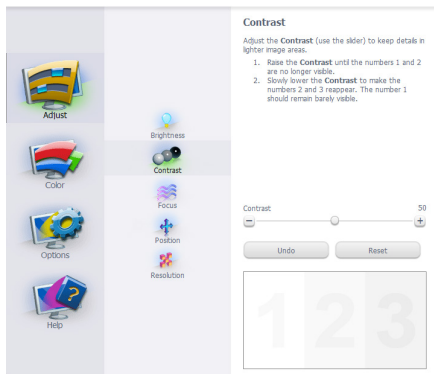 Adjust
Color
Options
Help
Brightness
Contrast
Focus
Position
Resolution
Contrast
Adjust the Contrast (use the slider) to keep details in
lighter image areas.
1. Raise the Contrast until the numbers 1 and 2
are no longer visible.
2. Slowly lower the Contrast to make the
numbers 2 and 3 reappear. The number 1
should remain barely visible.
Contrast 50
Undo Reset
1 2 3